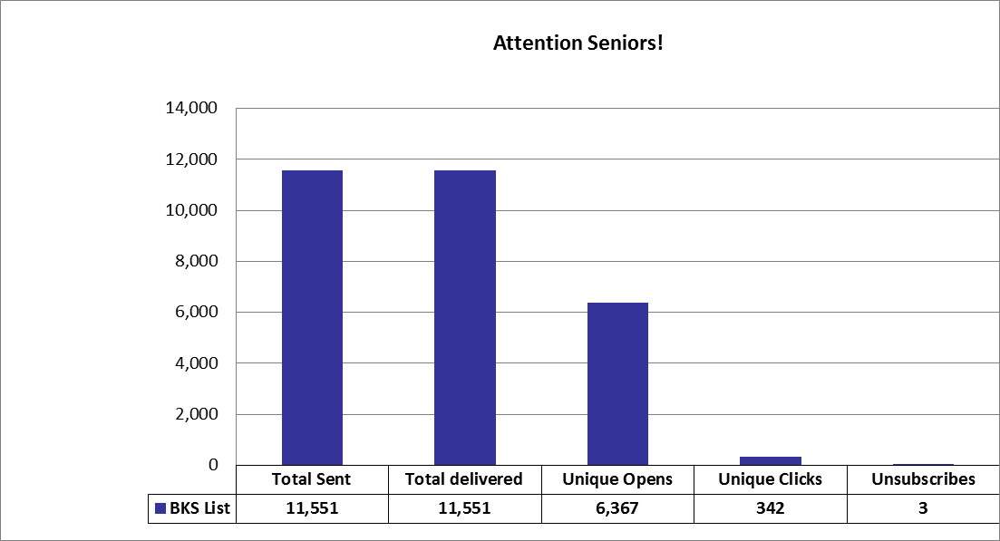 Attention Seniors!
14,000
12,000
10,000
8,000
6,000
4,000
2,000
0
Total Sent Total delivered Unique Opens Unique Clicks Unsubscribes
BKS List 11,551 11,551 6,367 342 3